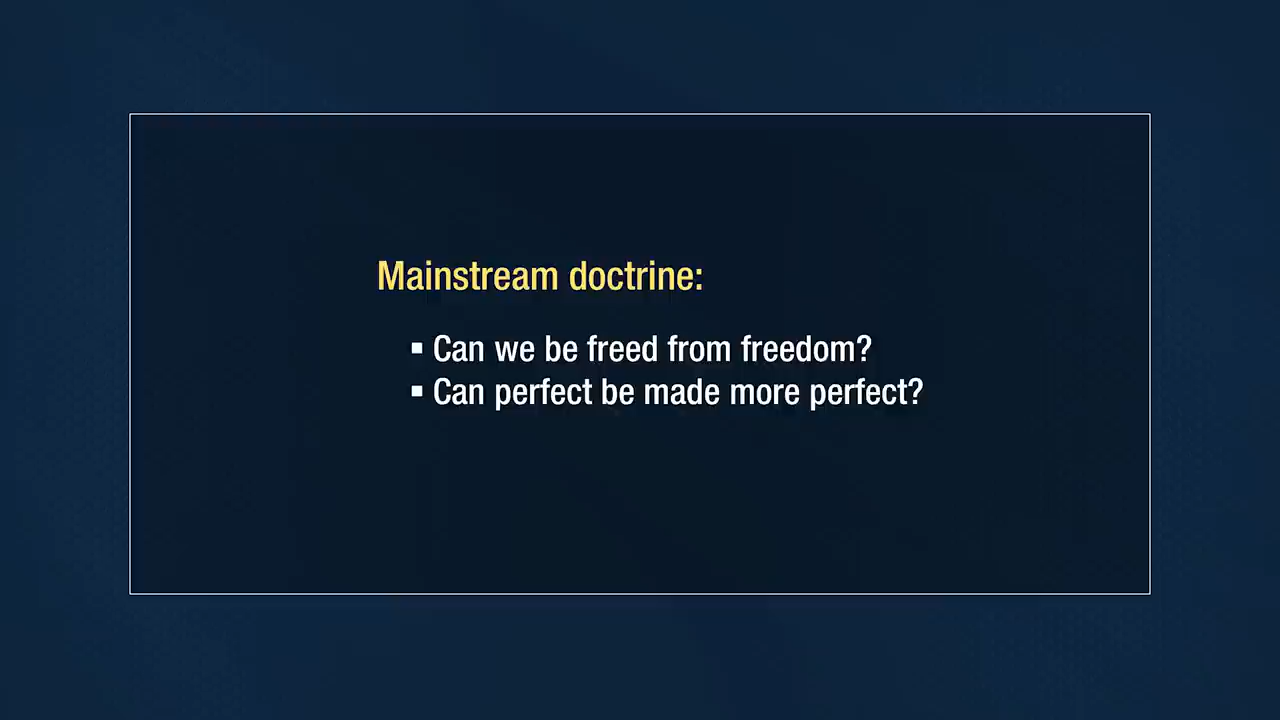 Mainstream doctrine:
▪ Can we be freed from freedom?
▪ Can perfect be made more perfect?